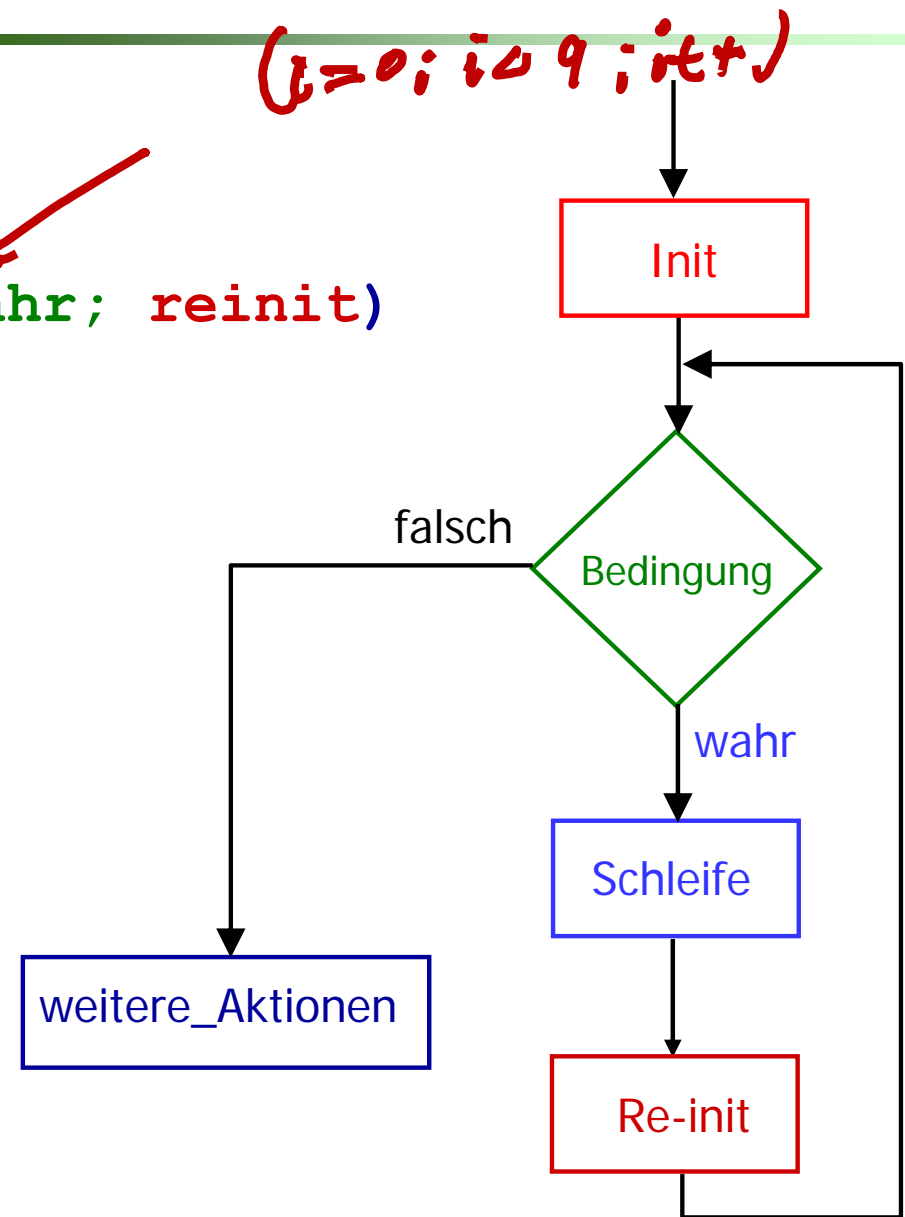 (i=0; i<9; i++)
Init
hr; reinit)
falsch
Bedingung
wahr
Schleife
weitere_Aktionen
Re-init